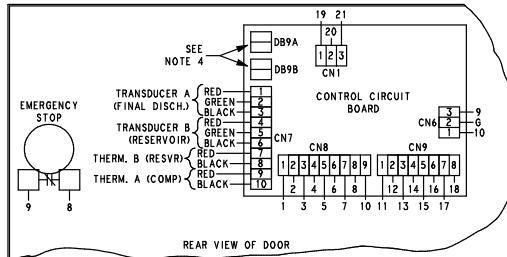 19 21
20
DB9A
SEE
NOTE 4
DB9B
1 2 3
CN1
TRANSDUCER A
(FINAL DISCH.)
RED 1
GREEN 2
BLACK 3
TRANSDUCER B
(RESERVOIR)
RED 4
GREEN 5
BLACK 6
CN7
THERM. B (RESVR)
RED 7
BLACK 8
THERM. A (COMP)
RED 9
BLACK 10
CONTROL CIRCUIT
BOARD
CN6
3 9
2 G
1 10
EMERGENCY
STOP
9 8
CN8
1 2 3 4 5 6 7 8 9
2 4 6 8
1 3 5 7 10
CN9
1 2 3 4 5 6 7 8
12 14 16 18
11 13 15 17
REAR VIEW OF DOOR